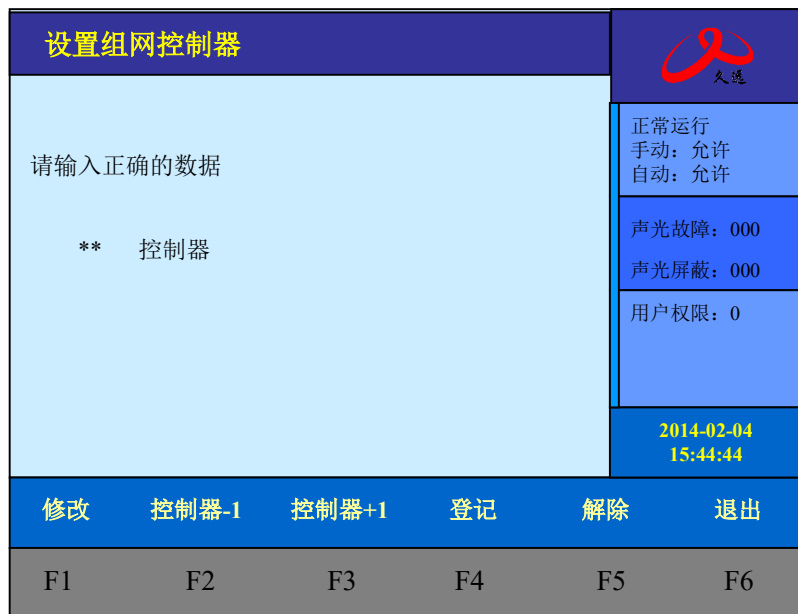 设置组网控制器
久远
请输入正确的数据
** 控制器
正常运行
手动：允许
自动：允许
声光故障：000
声光屏蔽：000
用户权限：0
2014-02-04
15:44:44
修改 控制器-1 控制器+1 登记 解除 退出
F1 F2 F3 F4 F5 F6